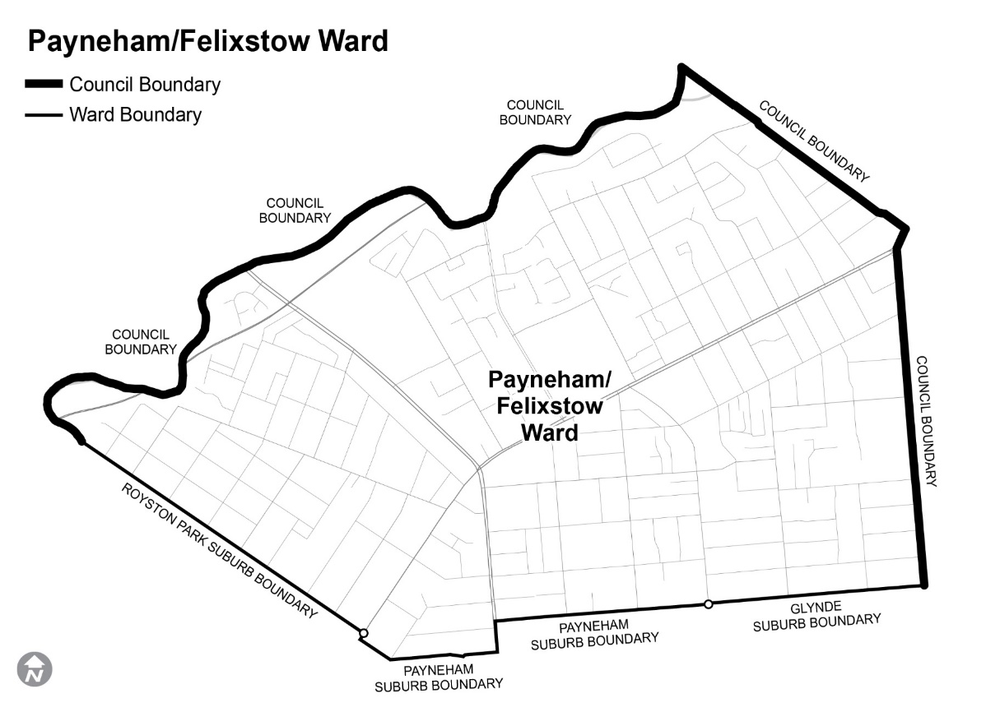 Payneham/Felixstow Ward
Council Boundary
Ward Boundary
COUNCIL
BOUNDARY
COUNCIL BOUNDARY
COUNCIL
BOUNDARY
COUNCIL
BOUNDARY
Payneham/
Felixstow
Ward
COUNCIL BOUNDARY
ROYSTON PARK SUBURB BOUNDARY
GLYNDE
SUBURB BOUNDARY
PAYNEHAM
SUBURB BOUNDARY
PAYNEHAM
SUBURB BOUNDARY
N